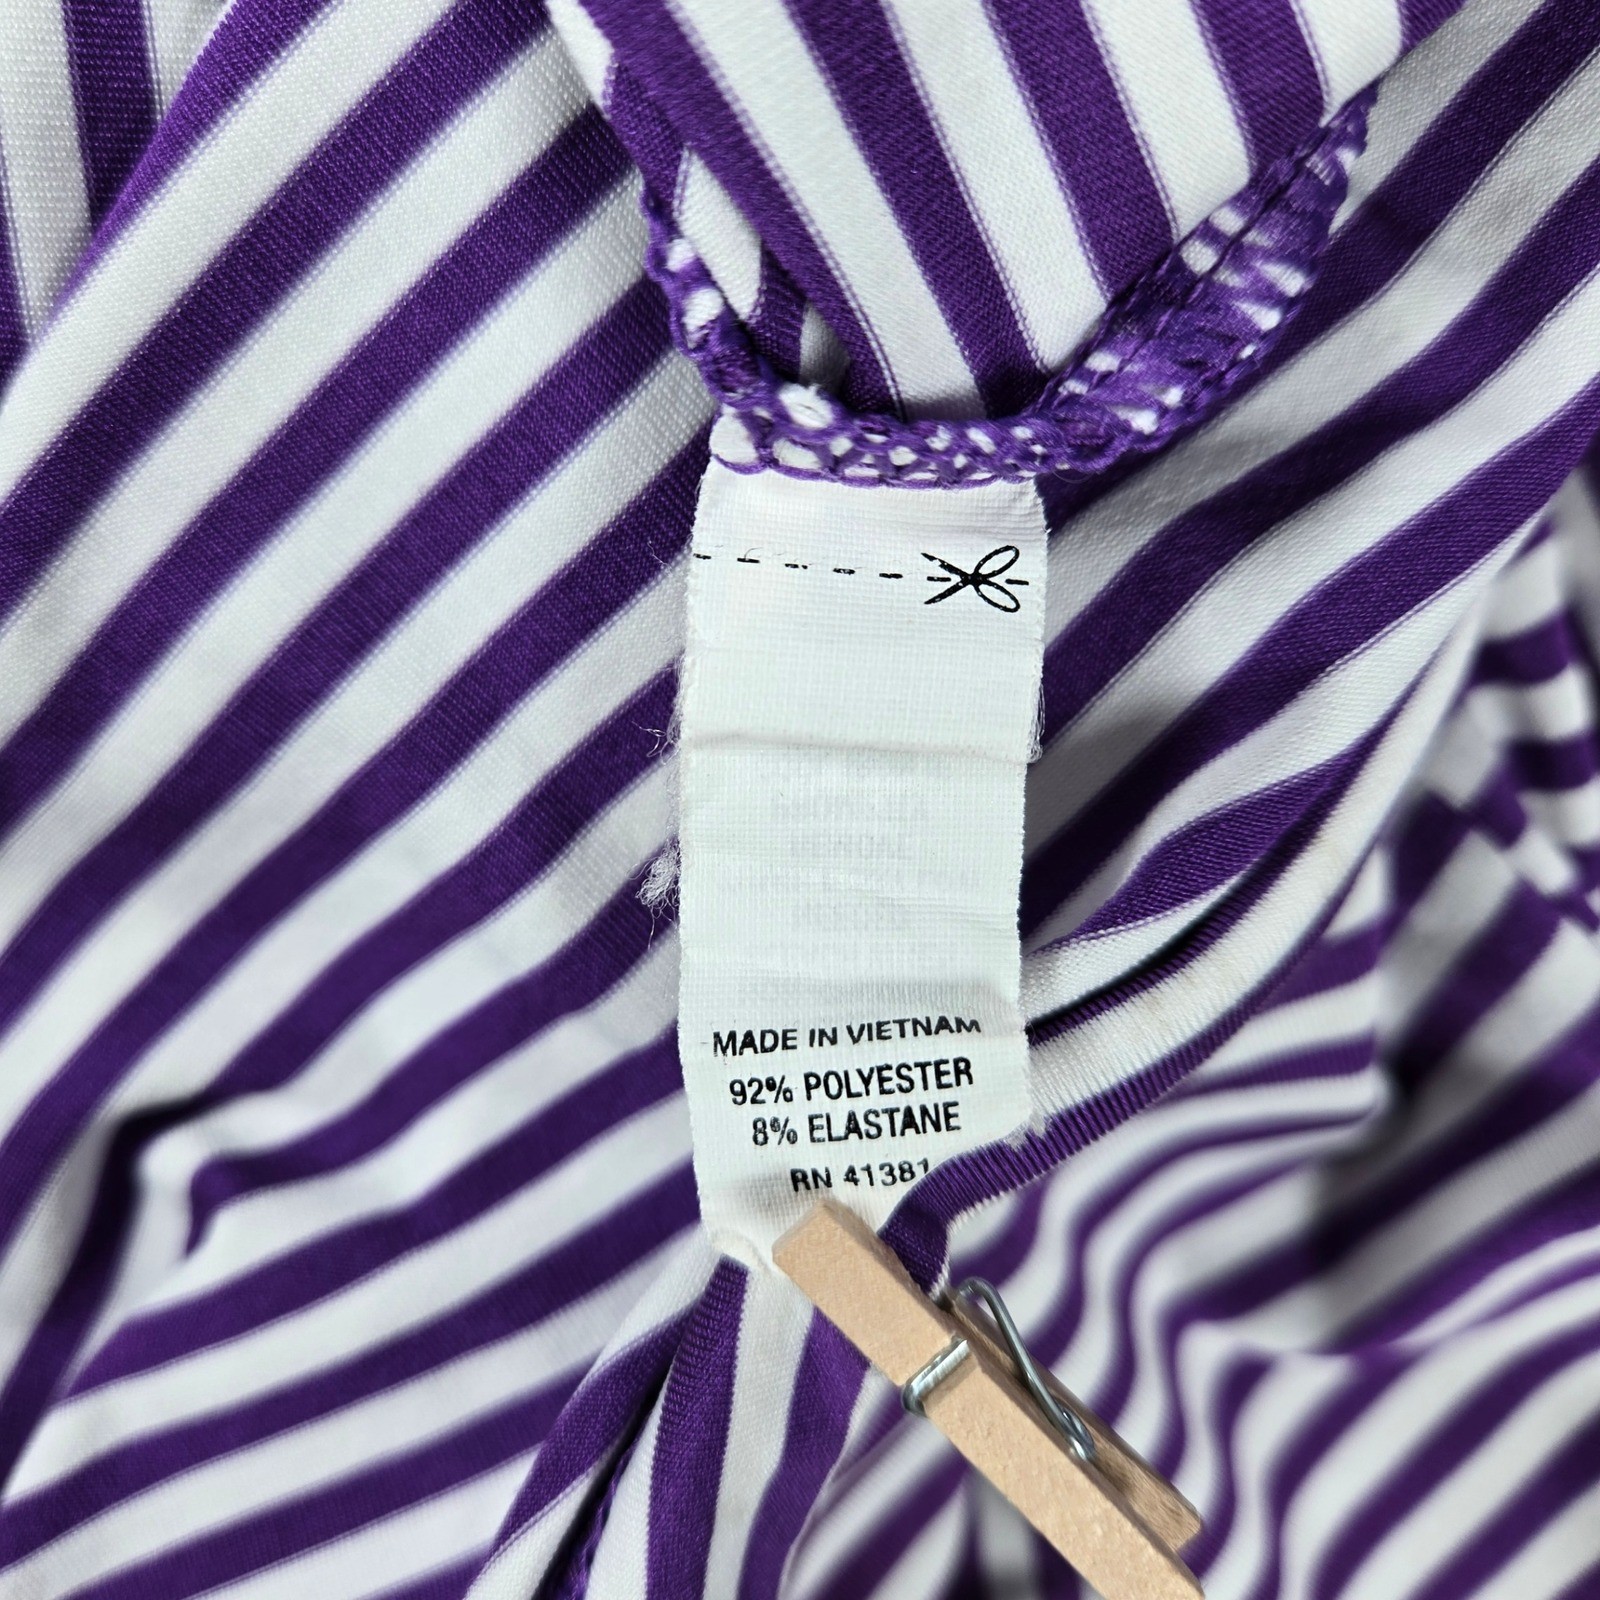 MADE IN VIETNAM
92% POLYESTER
8% ELASTANE
RN 41381